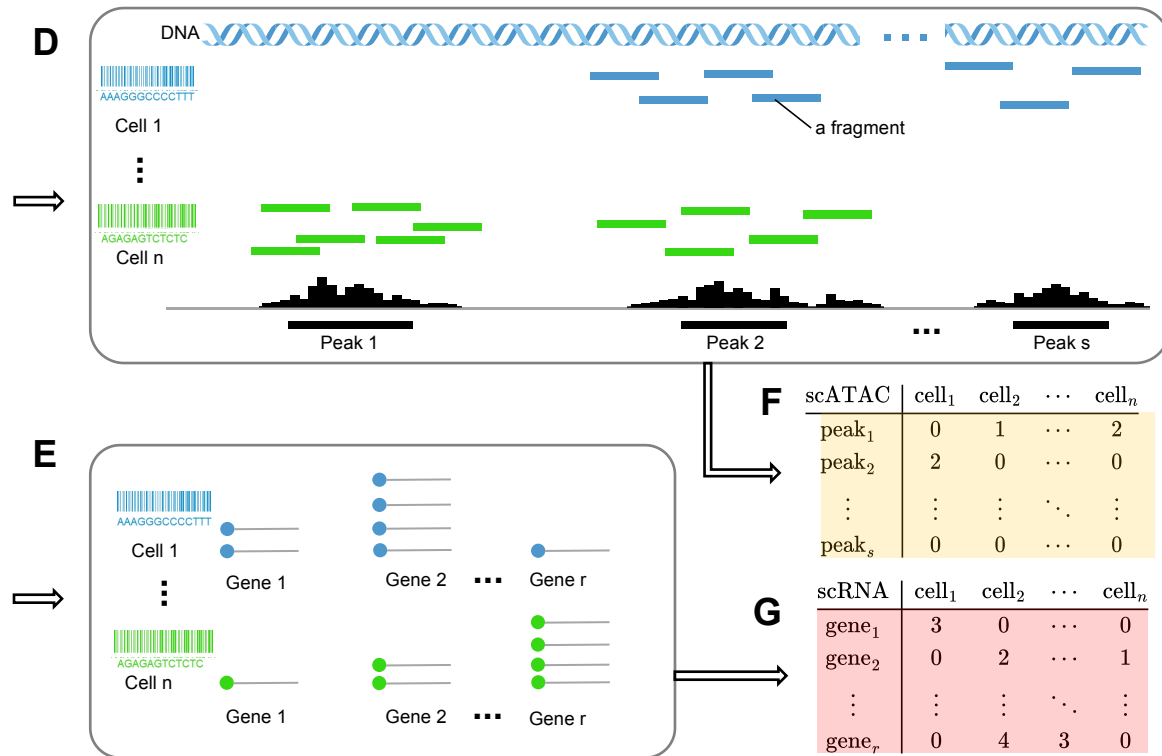 D
DNA
AAAGGGCCCCTTT
Cell 1
a fragment
AGAGAGTCTCTC
Cell n
Peak 1
Peak 2
...
Peak s
F
scATAC cell₁ cell₂ ⋯ cellₙ
peak₁ 0 1 ⋯ 2
peak₂ 2 0 ⋯ 0
⋮ ⋮ ⋮ ⋱ ⋮
peakₛ 0 0 ⋯ 0
E
AAAGGGCCCCTTT
Cell 1
Gene 1
Gene 2
...
Gene r
AGAGAGTCTCTC
Cell n
Gene 1
Gene 2
...
Gene r
G
scRNA cell₁ cell₂ ⋯ cellₙ
gene₁ 3 0 ⋯ 0
gene₂ 0 2 ⋯ 1
⋮ ⋮ ⋮ ⋱ ⋮
geneᵣ 0 4 3 0